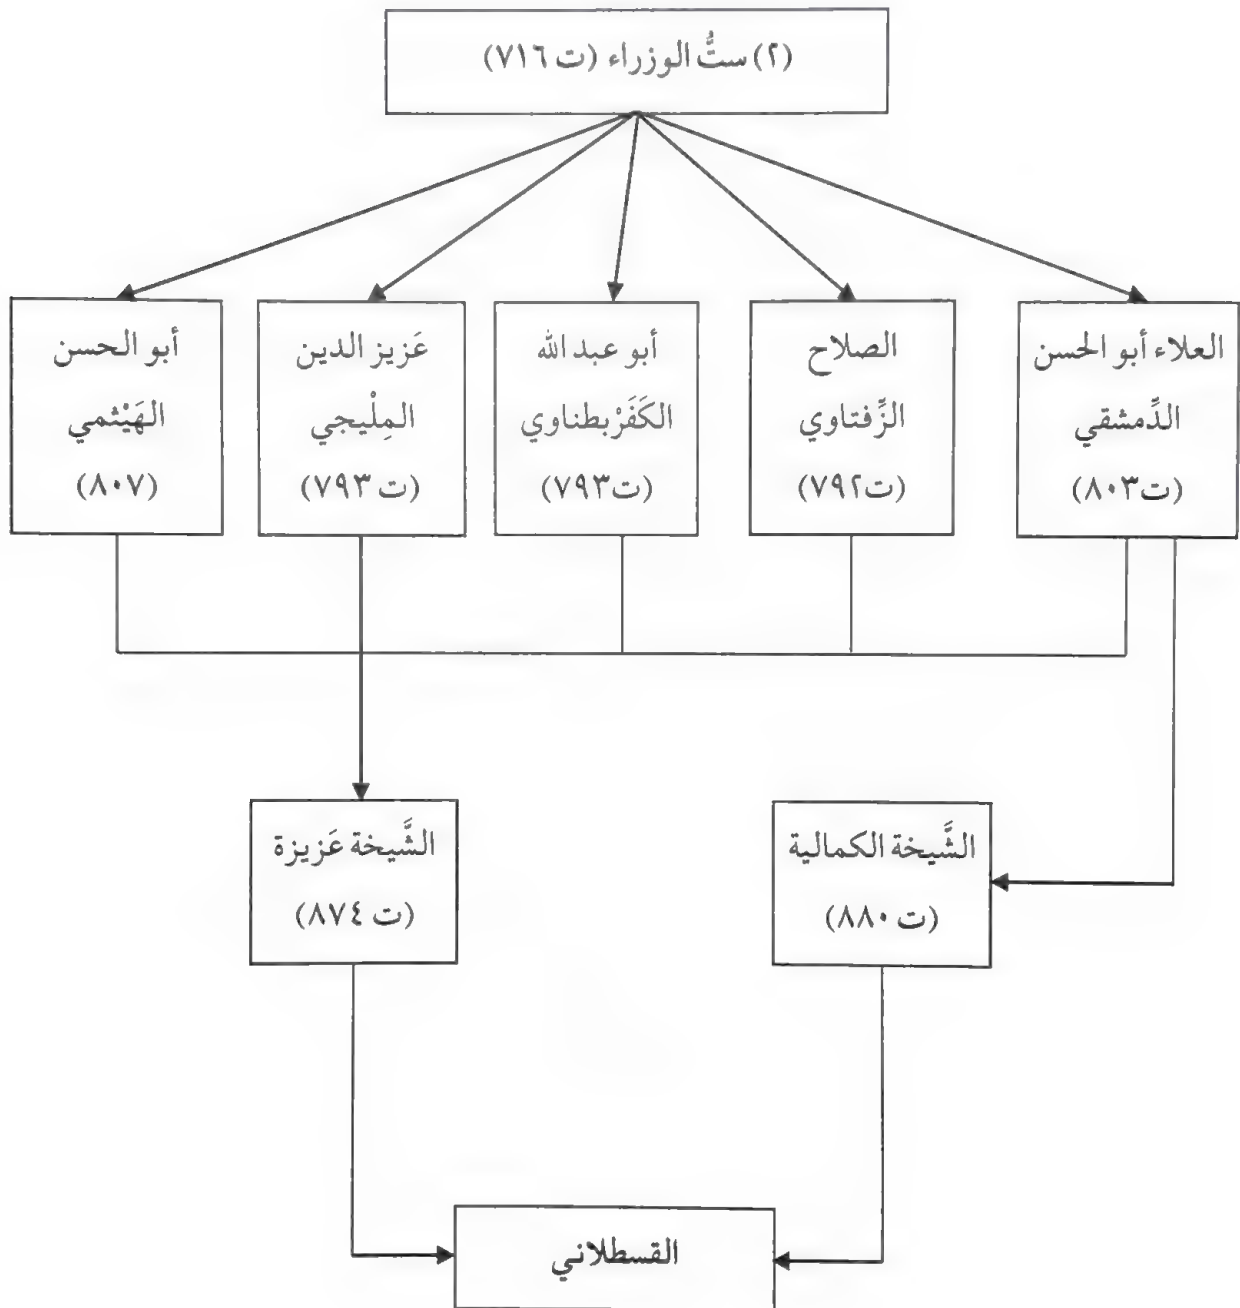 (٢) ستُّ الوزراء (ت ٧١٦)
العلاء أبو الحسن
الدِّمشقي
(ت٨٠٣)
الصلاح
الزِّفتاوي
(ت٧٩٢)
أبو عبد الله
الكَفَرْبطناوي
(ت٧٩٣)
عَزيز الدين
المِلْيجي
(ت ٧٩٣)
أبو الحسن
الهَيْثمي
(٨٠٧)
الشَّيخة الكمالية
(ت ٨٨٠)
الشَّيخة عَزيزة
(ت ٨٧٤)
القسطلاني